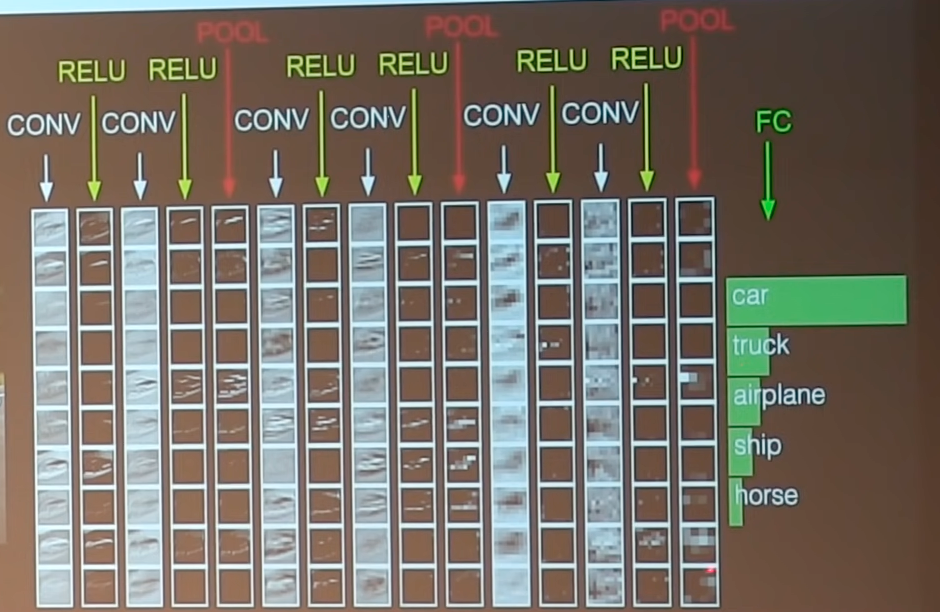 POOL POOL POOL
RELU RELU RELU RELU RELU RELU
CONV CONV CONV CONV CONV CONV FC
car
truck
airplane
ship
horse